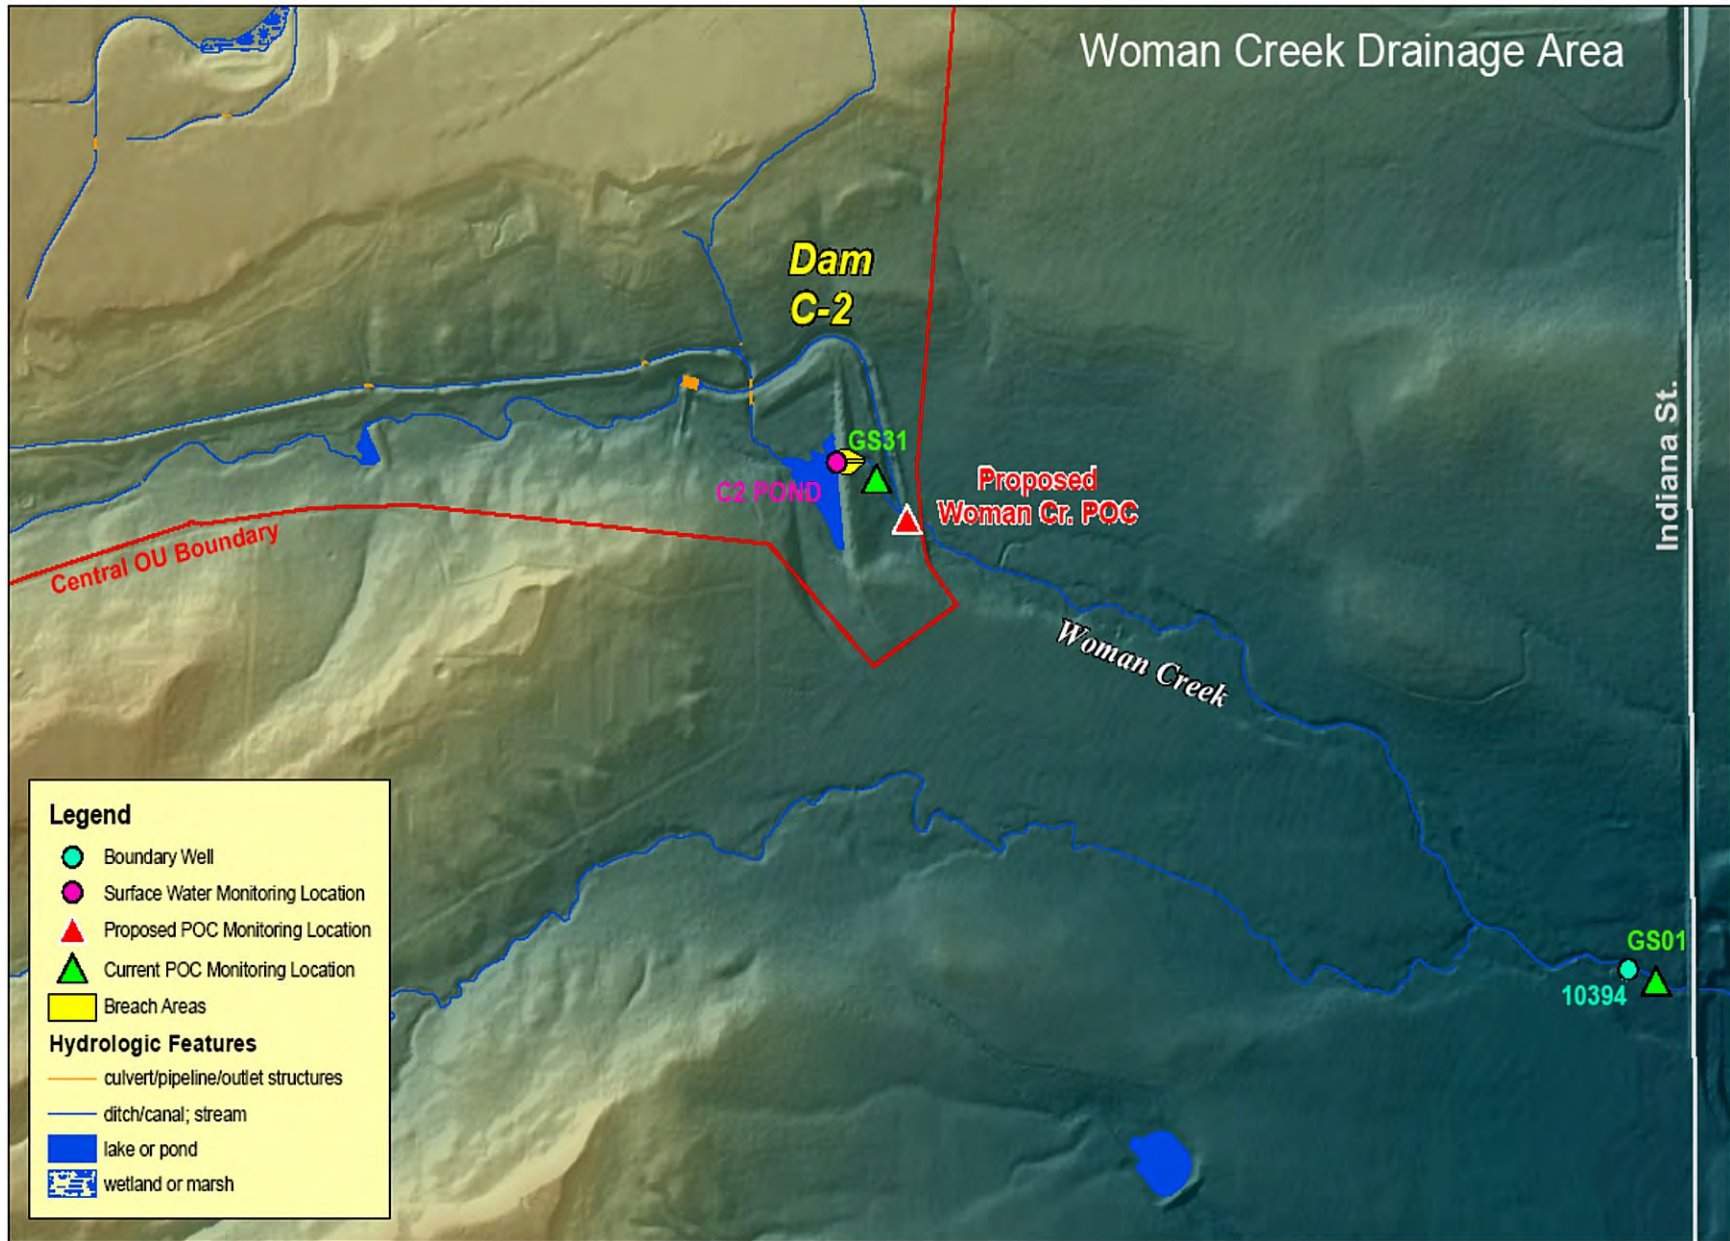 Woman Creek Drainage Area
Dam
C-2
GS31
C2 POND
Proposed
Woman Cr. POC
Indiana St.
Central OU Boundary
Woman Creek
GS01
10394
Legend
Boundary Well
Surface Water Monitoring Location
Proposed POC Monitoring Location
Current POC Monitoring Location
Breach Areas
Hydrologic Features
culvert/pipeline/outlet structures
ditch/canal; stream
lake or pond
wetland or marsh